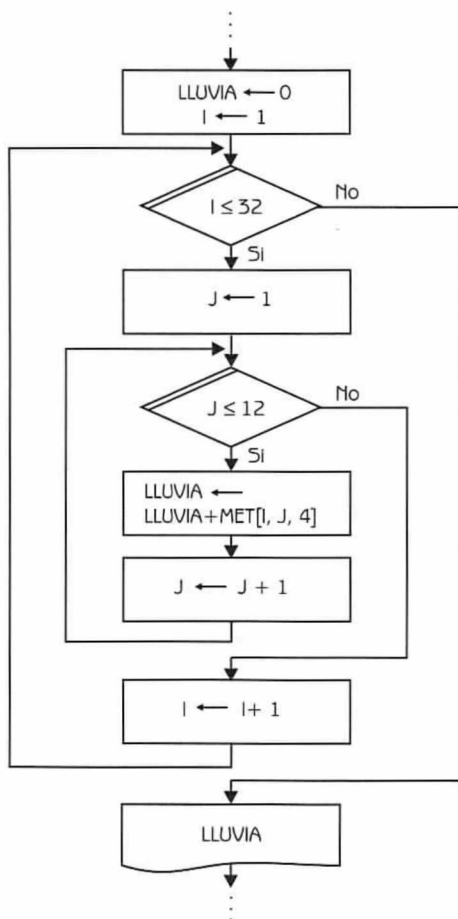 LLUVIA ← 0
I ← 1
I ≤ 32
No
Si
J ← 1
J ≤ 12
No
Si
LLUVIA ←
LLUVIA+MET[I, J, 4]
J ← J + 1
I ← I+ 1
LLUVIA